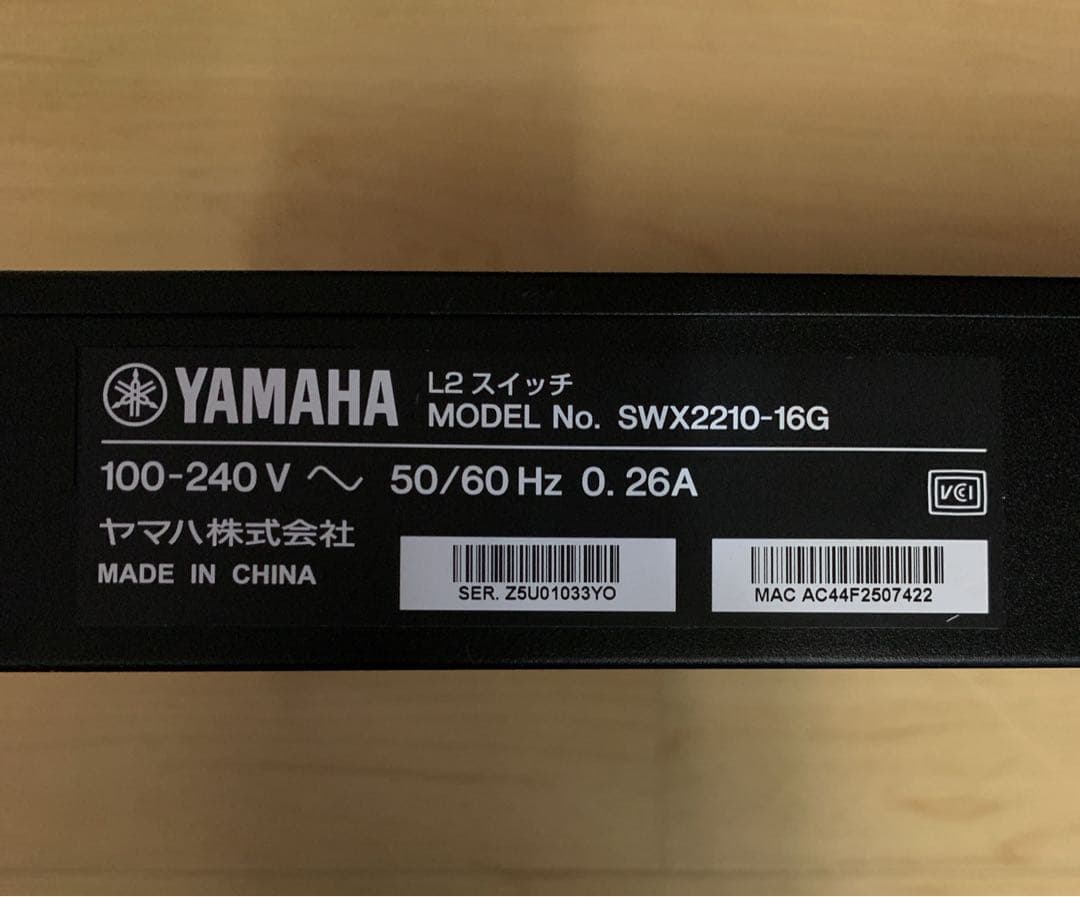 YAMAHA
L2 スイッチ
MODEL No. SWX2210-16G
100-240 V ～ 50/60 Hz 0. 26A
ヤマハ株式会社
MADE IN CHINA
VCI
SER. Z5U01033YO
MAC AC44F2507422